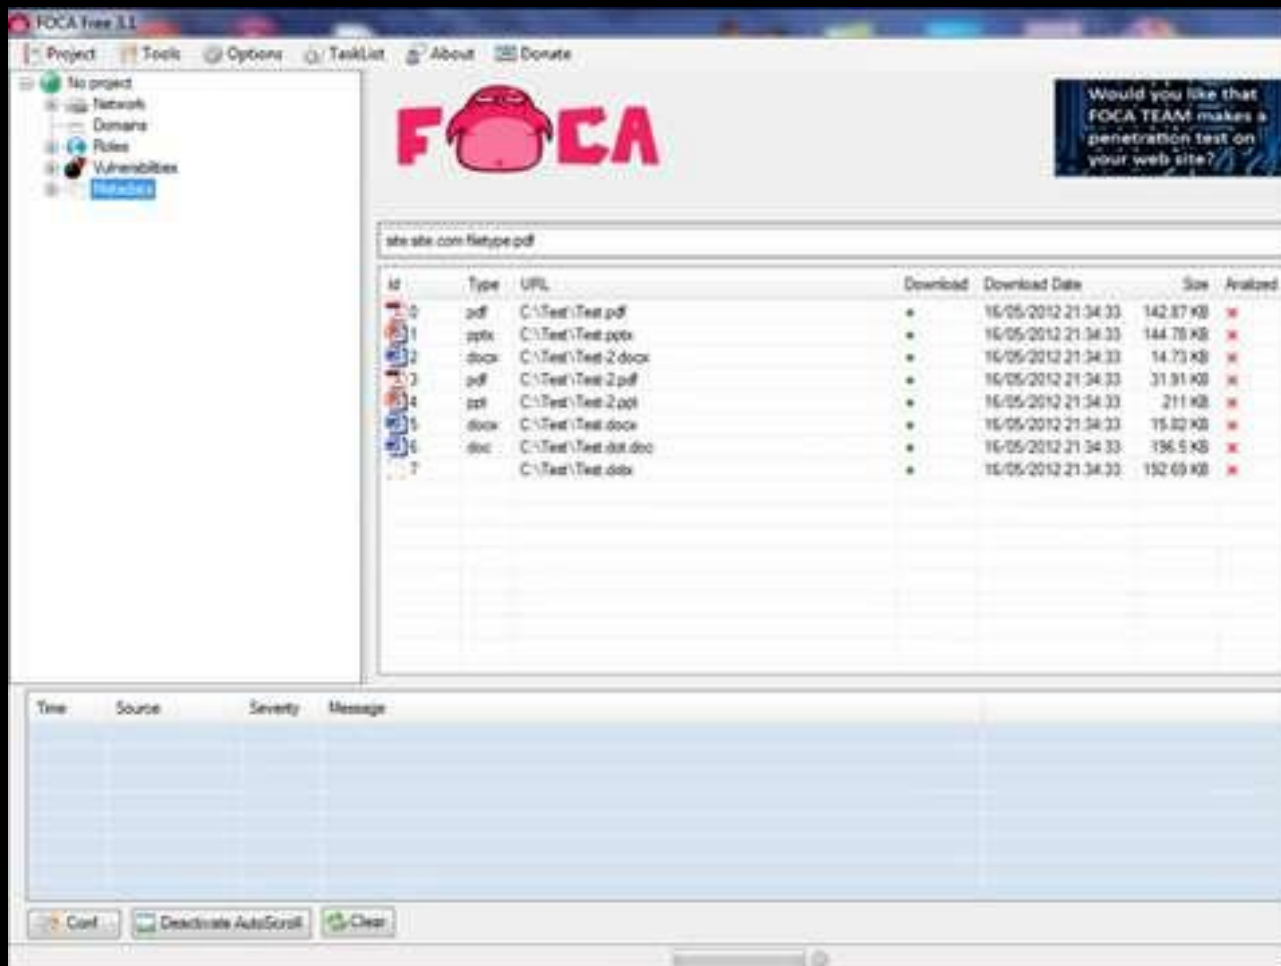 FOCA Free 3.1
Project Tools Options TaskList About Donate
No project
Network
Domains
Roles
Vulnerabilities
Metadata
FOCA
Would you like that
FOCA TEAM makes a
penetration test on
your web site?
site:site.com filetype:pdf
Id Type URL Download Download Date Size Analized
0 pdf C:\Test\Test.pdf 16/05/2012 21:34:33 142.87 KB
1 pptx C:\Test\Test.pptx 16/05/2012 21:34:33 144.78 KB
2 docx C:\Test\Test-2.docx 16/05/2012 21:34:33 14.73 KB
3 pdf C:\Test\Test-2.pdf 16/05/2012 21:34:33 31.91 KB
4 ppt C:\Test\Test-2.ppt 16/05/2012 21:34:33 211 KB
5 docx C:\Test\Test.docx 16/05/2012 21:34:33 15.82 KB
6 doc C:\Test\Test.dot.doc 16/05/2012 21:34:33 196.5 KB
7 C:\Test\Test.dotx 16/05/2012 21:34:33 192.69 KB
Time Source Severity Message
Conf Deactivate AutoScroll Clear